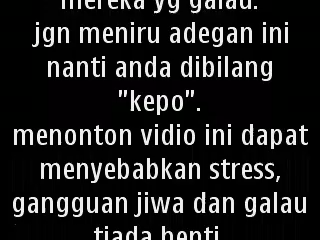 mereka yg galau.
jgn meniru adegan ini
nanti anda dibilang
"kepo".
menonton vidio ini dapat
menyebabkan stress,
gangguan jiwa dan galau
tiada henti